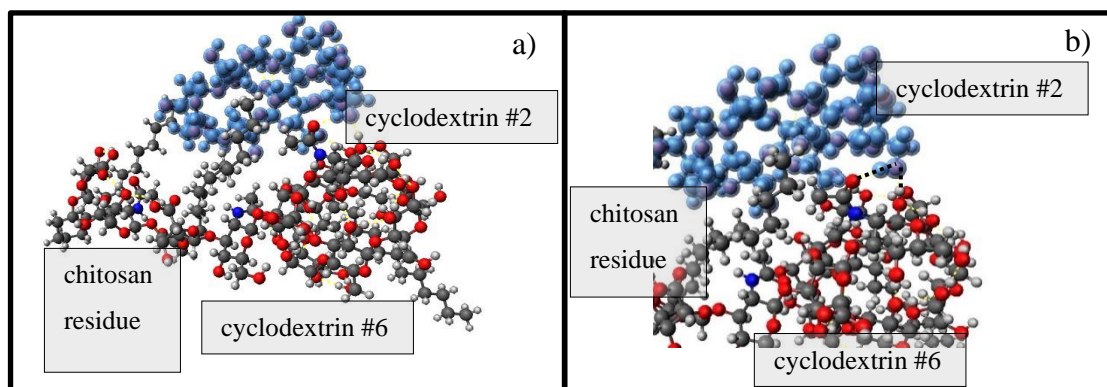 a)
cyclodextrin #2
chitosan
residue
cyclodextrin #6
b)
cyclodextrin #2
chitosan
residue
cyclodextrin #6